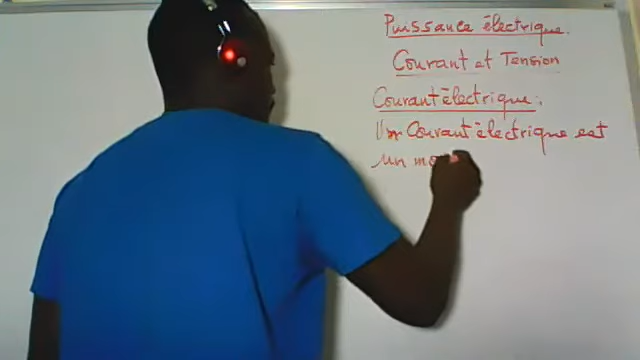 Puissance électrique.
Courant et Tension
Courant électrique:
Un Courant électrique est
un mo